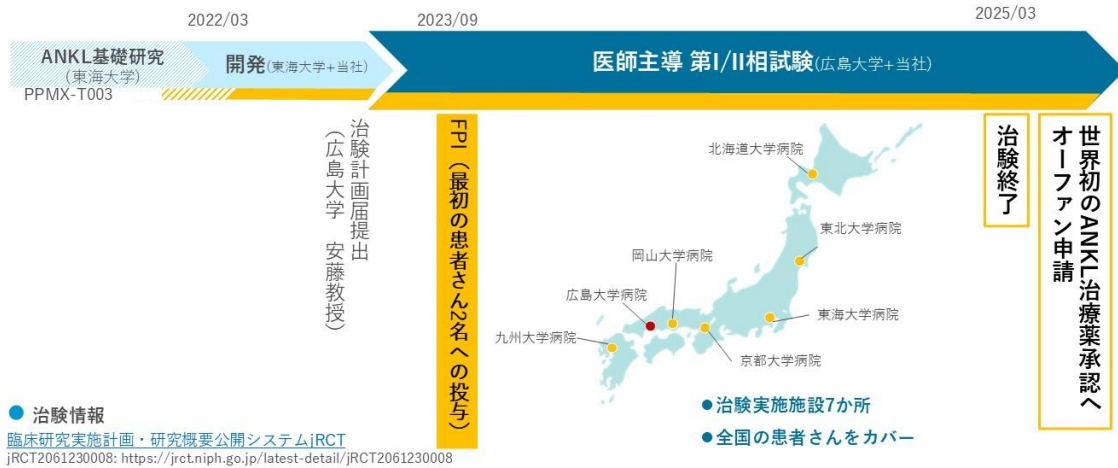 2022/03
2023/09
2025/03
ANKL基礎研究
(東海大学)
開発(東海大学+当社)
医師主導 第I/II相試験(広島大学+当社)
PPMX-T003
治験計画届提出
(広島大学 安藤教授)
FPI(最初の患者さん2名への投与)
北海道大学病院
東北大学病院
岡山大学病院
広島大学病院
東海大学病院
九州大学病院
京都大学病院
治験終了
世界初のANKL治療薬承認へ
オーファン申請
●治験実施施設7か所
●全国の患者さんをカバー
● 治験情報
臨床研究実施計画・研究概要公開システムjRCT
jRCT2061230008: https://jrct.niph.go.jp/latest-detail/jRCT2061230008